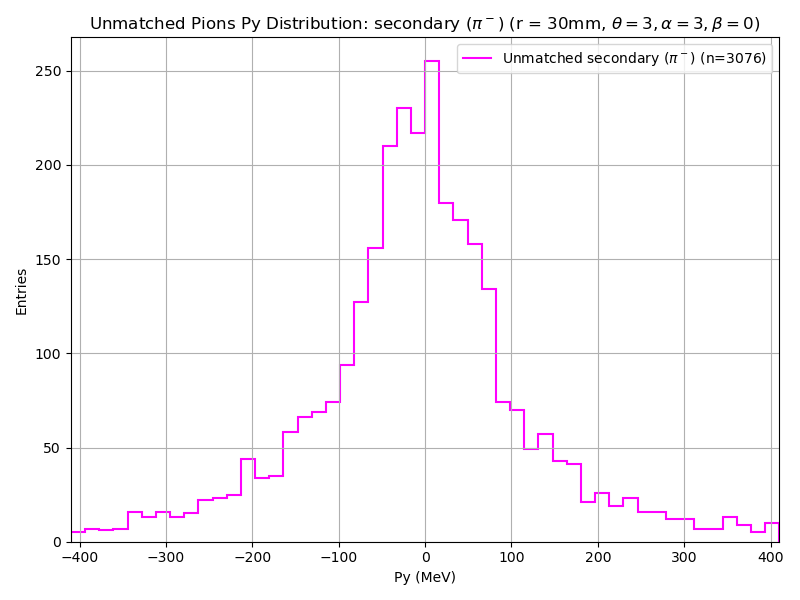 Unmatched Pions Py Distribution: secondary (π⁻) (r = 30mm, θ = 3, α = 3, β = 0)
Unmatched secondary (π⁻) (n=3076)
Entries
250
200
150
100
50
0
−400 −300 −200 −100 0 100 200 300 400
Py (MeV)